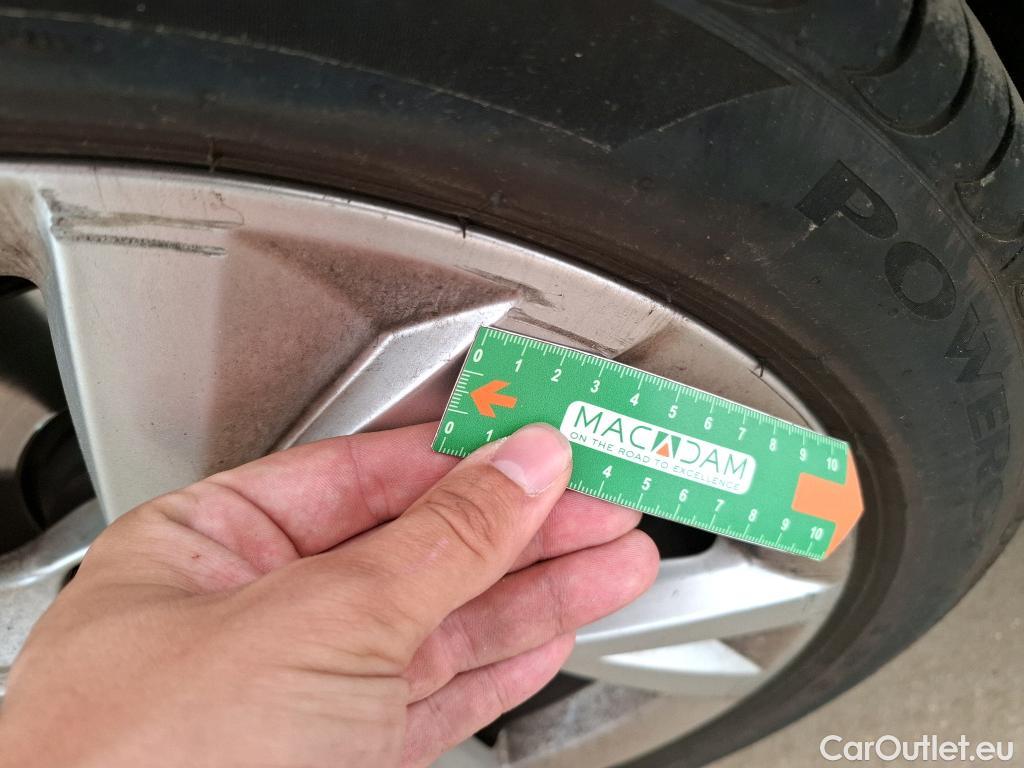 POWER
0 1 2 3 4 5 6 7 8 9 10
MACADAM
ON THE ROAD TO EXCELLENCE
0 1 4 5 6 7 8 9 10
CarOutlet.eu